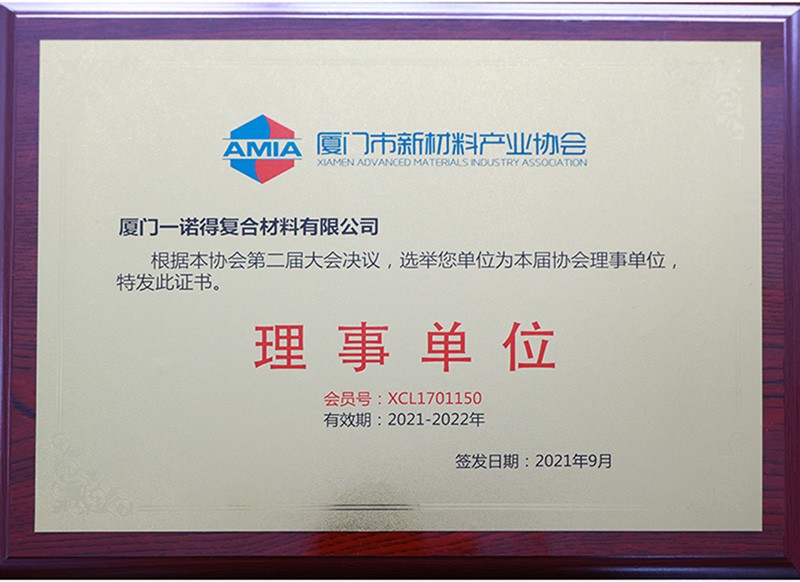 AMIA
厦门市新材料产业协会
XIAMEN ADVANCED MATERIALS INDUSTRY ASSOCIATION
厦门一诺得复合材料有限公司
根据本协会第二届大会决议，选举您单位为本届协会理事单位，
特发此证书。
理事单位
会员号：XCL1701150
有效期：2021-2022年
签发日期：2021年9月